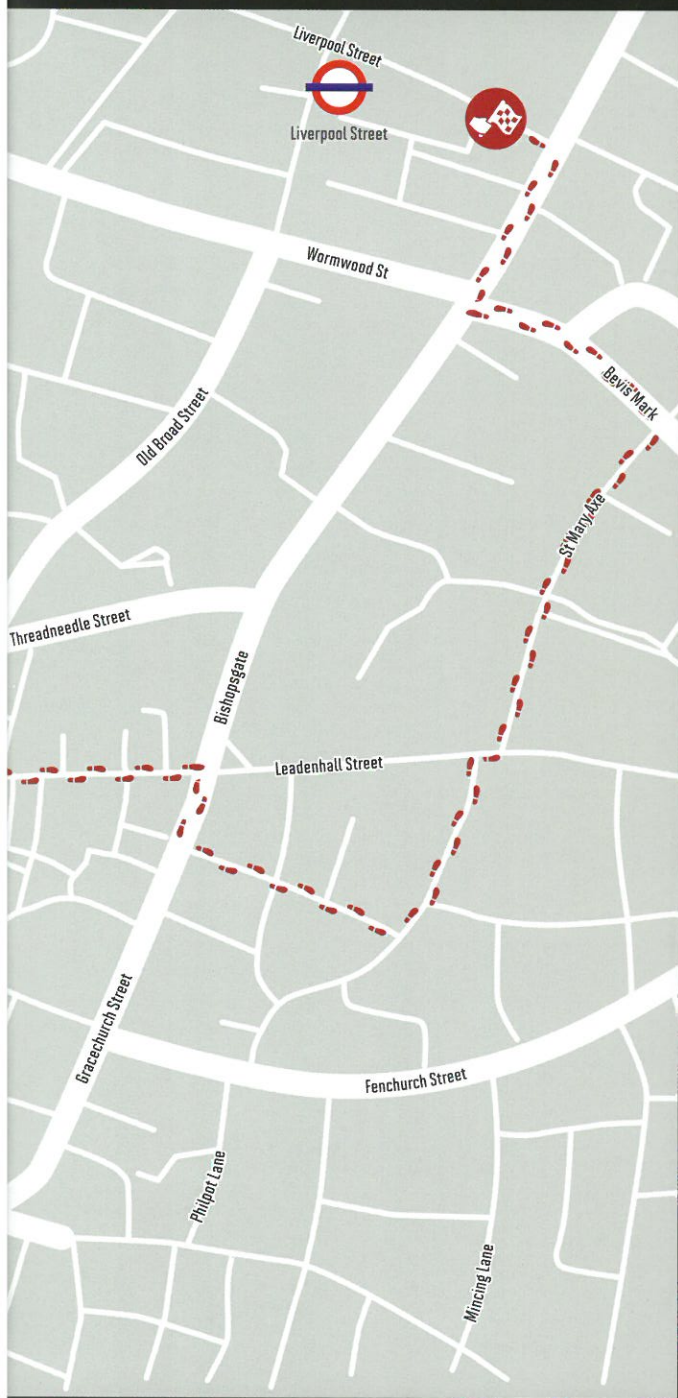 Liverpool Street
Liverpool Street
Wormwood St
Bevis Mark
Old Broad Street
St Mary Axe
Threadneedle Street
Bishopsgate
Leadenhall Street
Gracechurch Street
Fenchurch Street
Philpot Lane
Mincing Lane